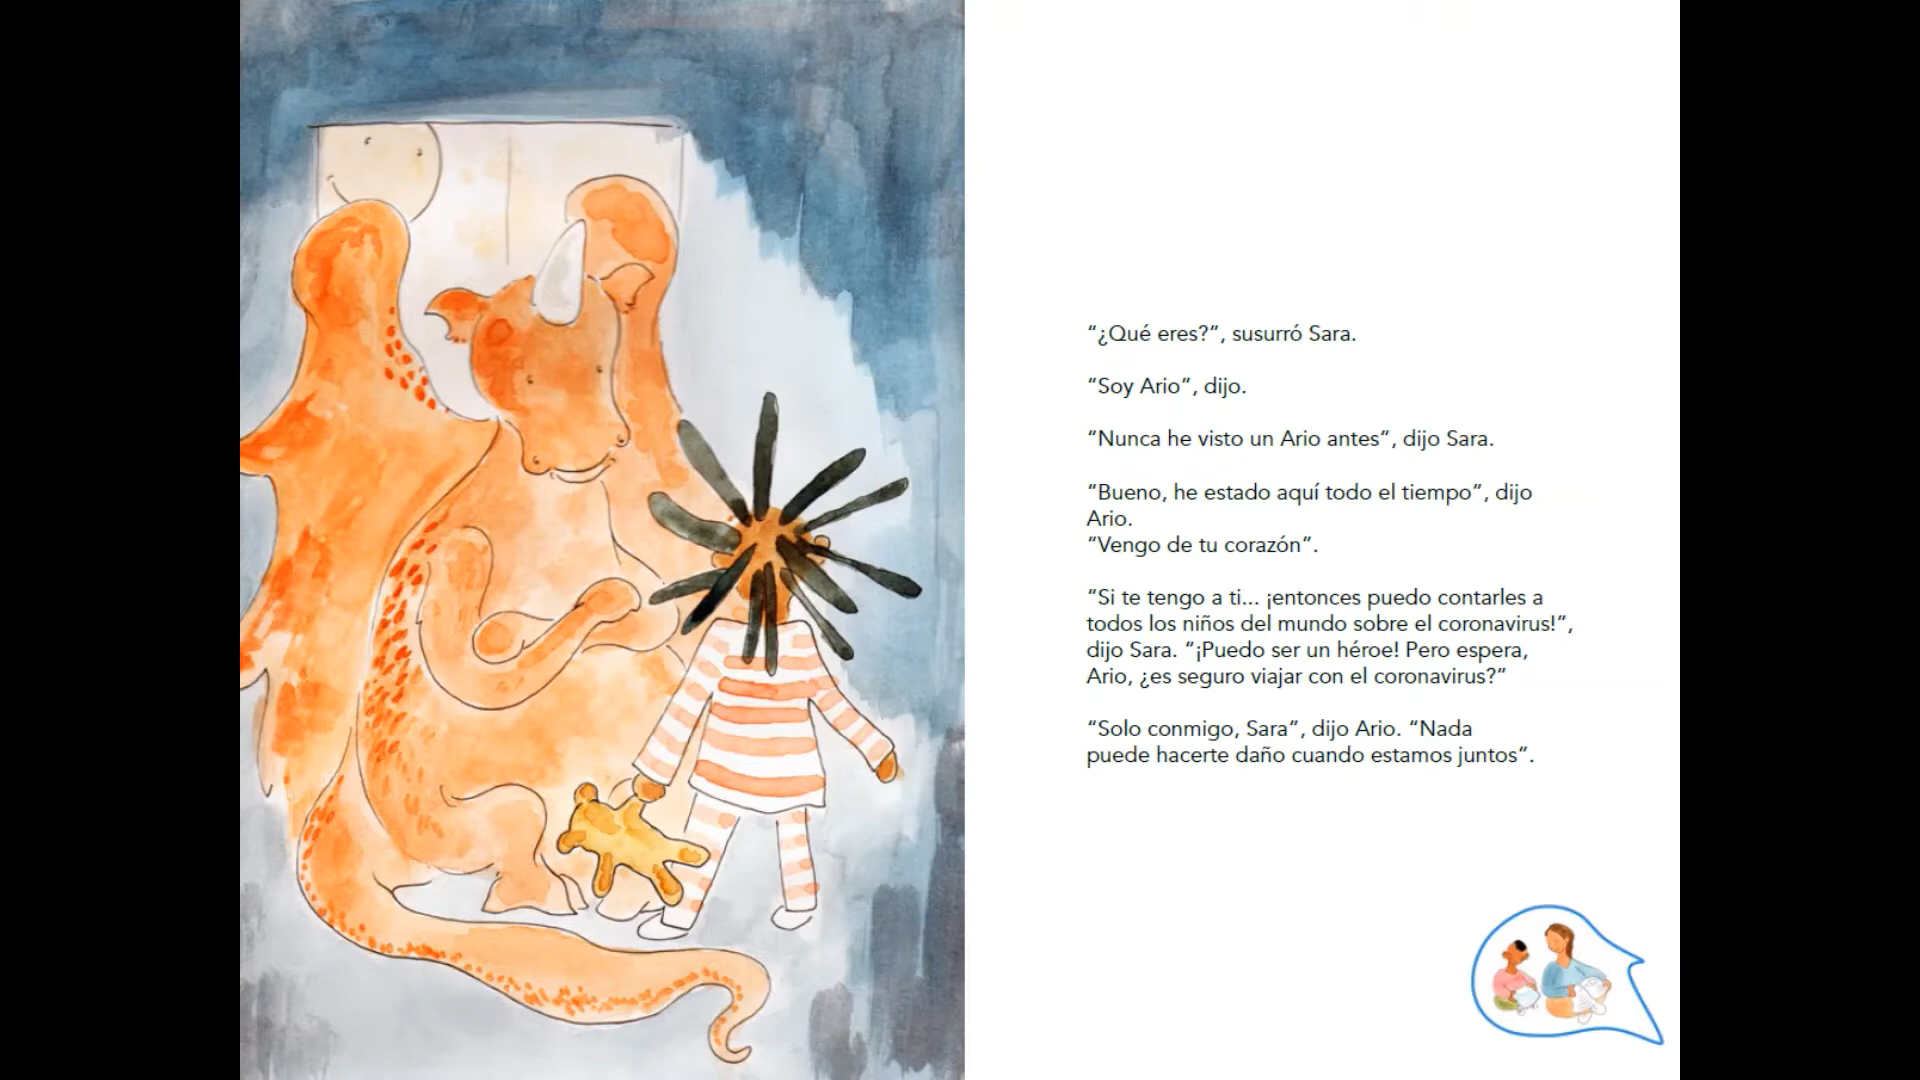 “¿Qué eres?”, susurró Sara.
“Soy Ario”, dijo.
“Nunca he visto un Ario antes”, dijo Sara.
“Bueno, he estado aquí todo el tiempo”, dijo
Ario.
“Vengo de tu corazón”.
“Si te tengo a ti... ¡entonces puedo contarles a
todos los niños del mundo sobre el coronavirus!”,
dijo Sara. “¡Puedo ser un héroe! Pero espera,
Ario, ¿es seguro viajar con el coronavirus?”
“Solo conmigo, Sara”, dijo Ario. “Nada
puede hacerte daño cuando estamos juntos”.